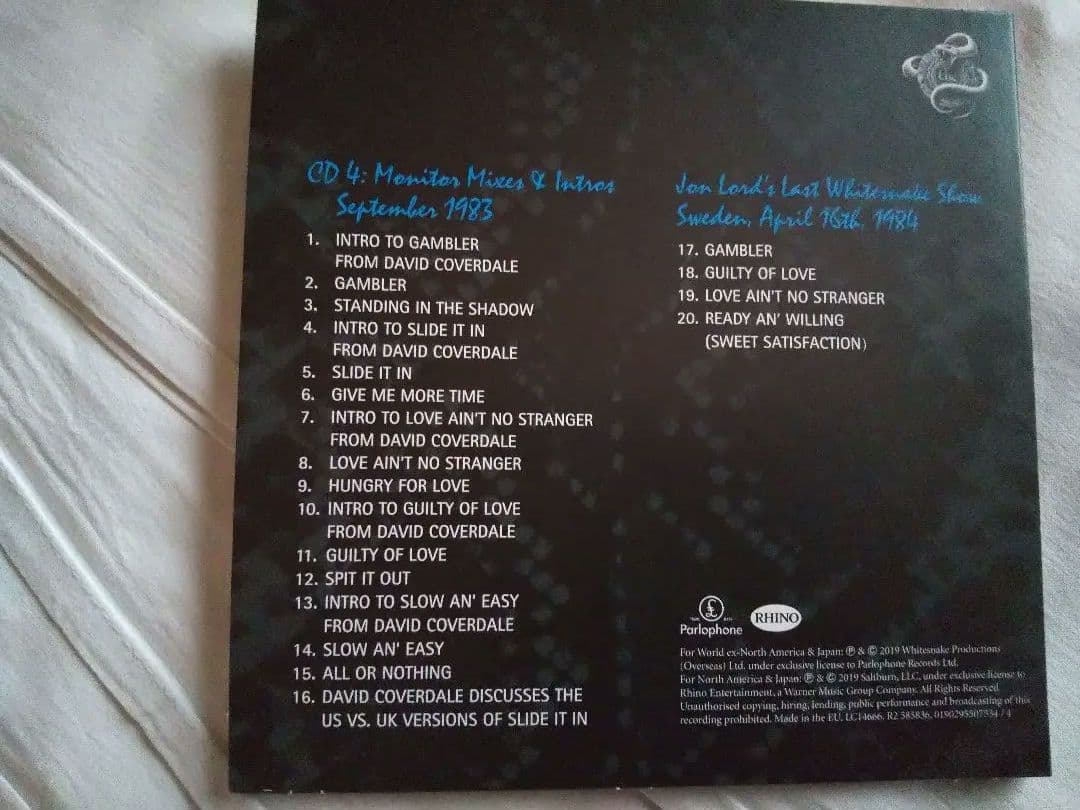 CD 4: Monitor Mixes & Intros
September 1983
1. INTRO TO GAMBLER
FROM DAVID COVERDALE
2. GAMBLER
3. STANDING IN THE SHADOW
4. INTRO TO SLIDE IT IN
FROM DAVID COVERDALE
5. SLIDE IT IN
6. GIVE ME MORE TIME
7. INTRO TO LOVE AIN'T NO STRANGER
FROM DAVID COVERDALE
8. LOVE AIN'T NO STRANGER
9. HUNGRY FOR LOVE
10. INTRO TO GUILTY OF LOVE
FROM DAVID COVERDALE
11. GUILTY OF LOVE
12. SPIT IT OUT
13. INTRO TO SLOW AN' EASY
FROM DAVID COVERDALE
14. SLOW AN' EASY
15. ALL OR NOTHING
16. DAVID COVERDALE DISCUSSES THE
US VS. UK VERSIONS OF SLIDE IT IN
Jon Lord's Last Whitesnake Show
Sweden, April 16th, 1984
17. GAMBLER
18. GUILTY OF LOVE
19. LOVE AIN'T NO STRANGER
20. READY AN' WILLING
(SWEET SATISFACTION)
£
Parlophone
RHINO
For World ex-North America & Japan: ℗ & © 2019 Whitesnake Productions
(Overseas) Ltd. under exclusive license to Parlophone Records Ltd.
For North America & Japan: ℗ & © 2019 Saltburn, LLC, under exclusive license to
Rhino Entertainment, a Warner Music Group Company. All Rights Reserved
Unauthorised copying, hiring, lending, public performance and broadcasting of this
recording prohibited. Made in the EU. LC14666. R2 585836. 0190295507534 / 4